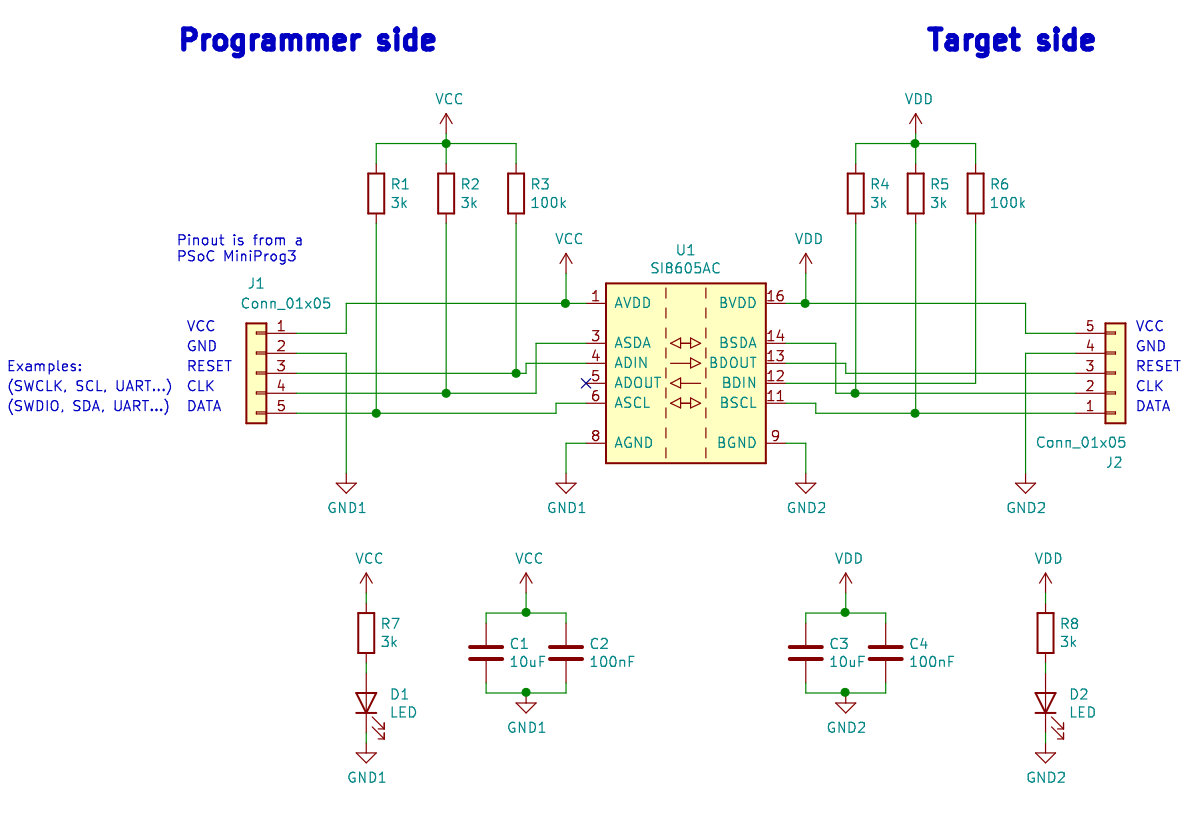 Programmer side
Target side
VCC
VDD
R1
3k
R2
3k
R3
100k
R4
3k
R5
3k
R6
100k
Pinout is from a
PSoC MiniProg3
VCC
VDD
U1
SI8605AC
J1
Conn_01x05
VCC 1
GND 2
RESET 3
CLK 4
DATA 5
Examples:
(SWCLK, SCL, UART...)
(SWDIO, SDA, UART...)
1 AVDD BVDD 16
3 ASDA BSDA 14
4 ADIN BDOUT 13
5 ADOUT BDIN 12
6 ASCL BSCL 11
8 AGND BGND 9
5 VCC
4 GND
3 RESET
2 CLK
1 DATA
Conn_01x05
J2
GND1
GND1
GND2
GND2
VCC
VCC
VDD
VDD
R7
3k
C1
10uF
C2
100nF
C3
10uF
C4
100nF
R8
3k
D1
LED
D2
LED
GND1
GND2
GND1
GND2